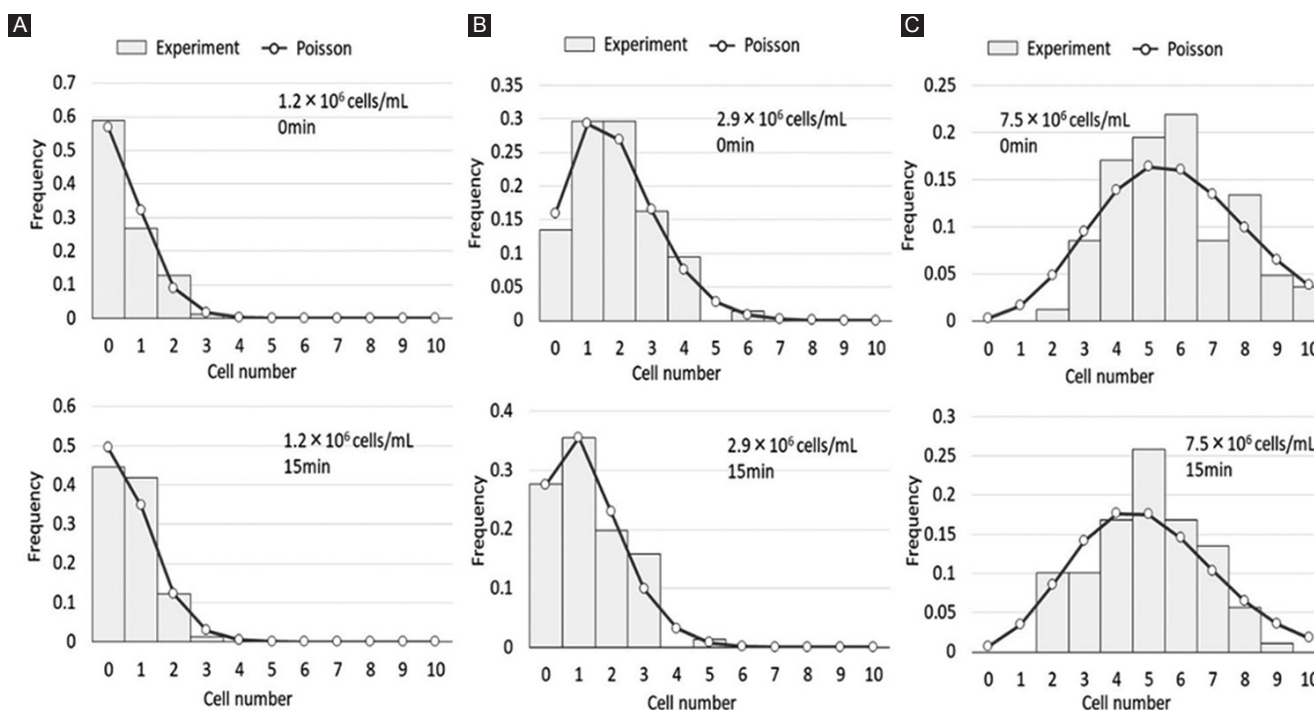 A
Experiment Poisson
0.7
0.6
0.5
0.4
0.3
0.2
0.1
0
Frequency
1.2 × 10⁶ cells/mL
0min
0 1 2 3 4 5 6 7 8 9 10
Cell number
0.6
0.5
0.4
0.3
0.2
0.1
0
Frequency
1.2 × 10⁶ cells/mL
15min
0 1 2 3 4 5 6 7 8 9 10
Cell number
B
Experiment Poisson
0.35
0.3
0.25
0.2
0.15
0.1
0.05
0
Frequency
2.9 × 10⁶ cells/mL
0min
0 1 2 3 4 5 6 7 8 9 10
Cell number
0.4
0.3
0.2
0.1
0
Frequency
2.9 × 10⁶ cells/mL
15min
0 1 2 3 4 5 6 7 8 9 10
Cell number
C
Experiment Poisson
0.25
0.2
0.15
0.1
0.05
0
Frequency
7.5 × 10⁶ cells/mL
0min
0 1 2 3 4 5 6 7 8 9 10
Cell number
0.3
0.25
0.2
0.15
0.1
0.05
0
Frequency
7.5 × 10⁶ cells/mL
15min
0 1 2 3 4 5 6 7 8 9 10
Cell number